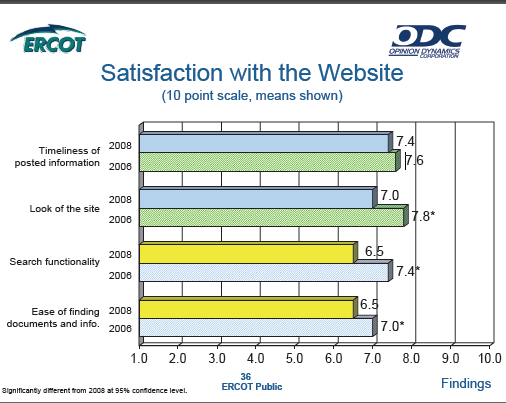 ERCOT
ODC
OPINION DYNAMICS
CORPORATION
Satisfaction with the Website
(10 point scale, means shown)
Timeliness of
posted information
2008
7.4
2006
7.6
Look of the site
2008
7.0
2006
7.8*
Search functionality
2008
6.5
2006
7.4*
Ease of finding
documents and info.
2008
6.5
2006
7.0*
1.0 2.0 3.0 4.0 5.0 6.0 7.0 8.0 9.0 10.0
Significantly different from 2008 at 95% confidence level.
36
ERCOT Public
Findings